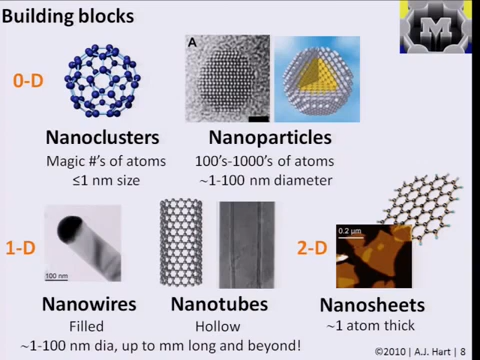 Building blocks
M
0-D
A
Nanoclusters
Nanoparticles
Magic #'s of atoms
100's-1000's of atoms
≤1 nm size
~1-100 nm diameter
1-D
2-D
0.2 µm
100 nm
Nanowires
Nanotubes
Nanosheets
Filled
Hollow
~1 atom thick
~1-100 nm dia, up to mm long and beyond!
©2010 | A.J. Hart | 8